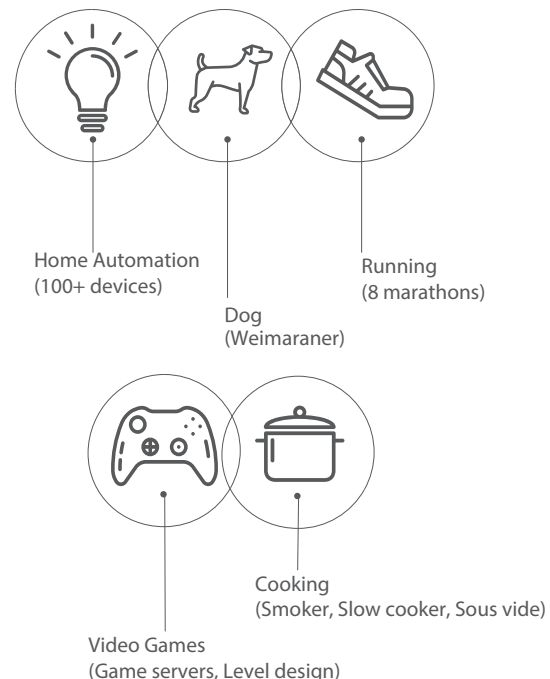 Home Automation
(100+ devices)
Running
(8 marathons)
Dog
(Weimaraner)
Cooking
(Smoker, Slow cooker, Sous vide)
Video Games
(Game servers, Level design)